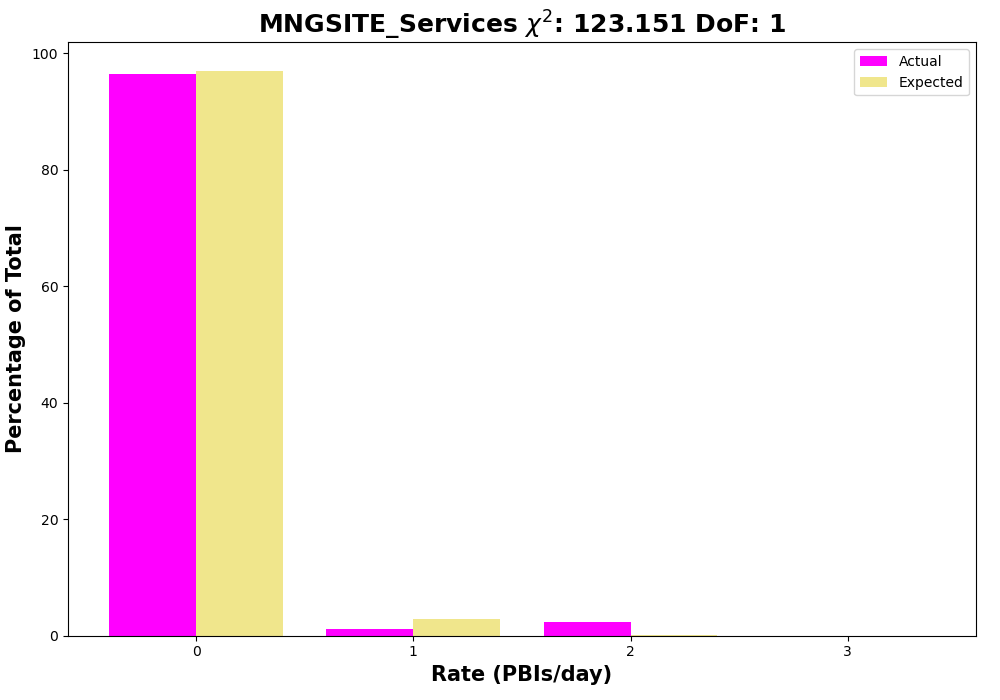 MNGSITE_Services χ²: 123.151 DoF: 1
Actual
Expected
100
80
60
40
20
0
Percentage of Total
0 1 2 3
Rate (PBIs/day)